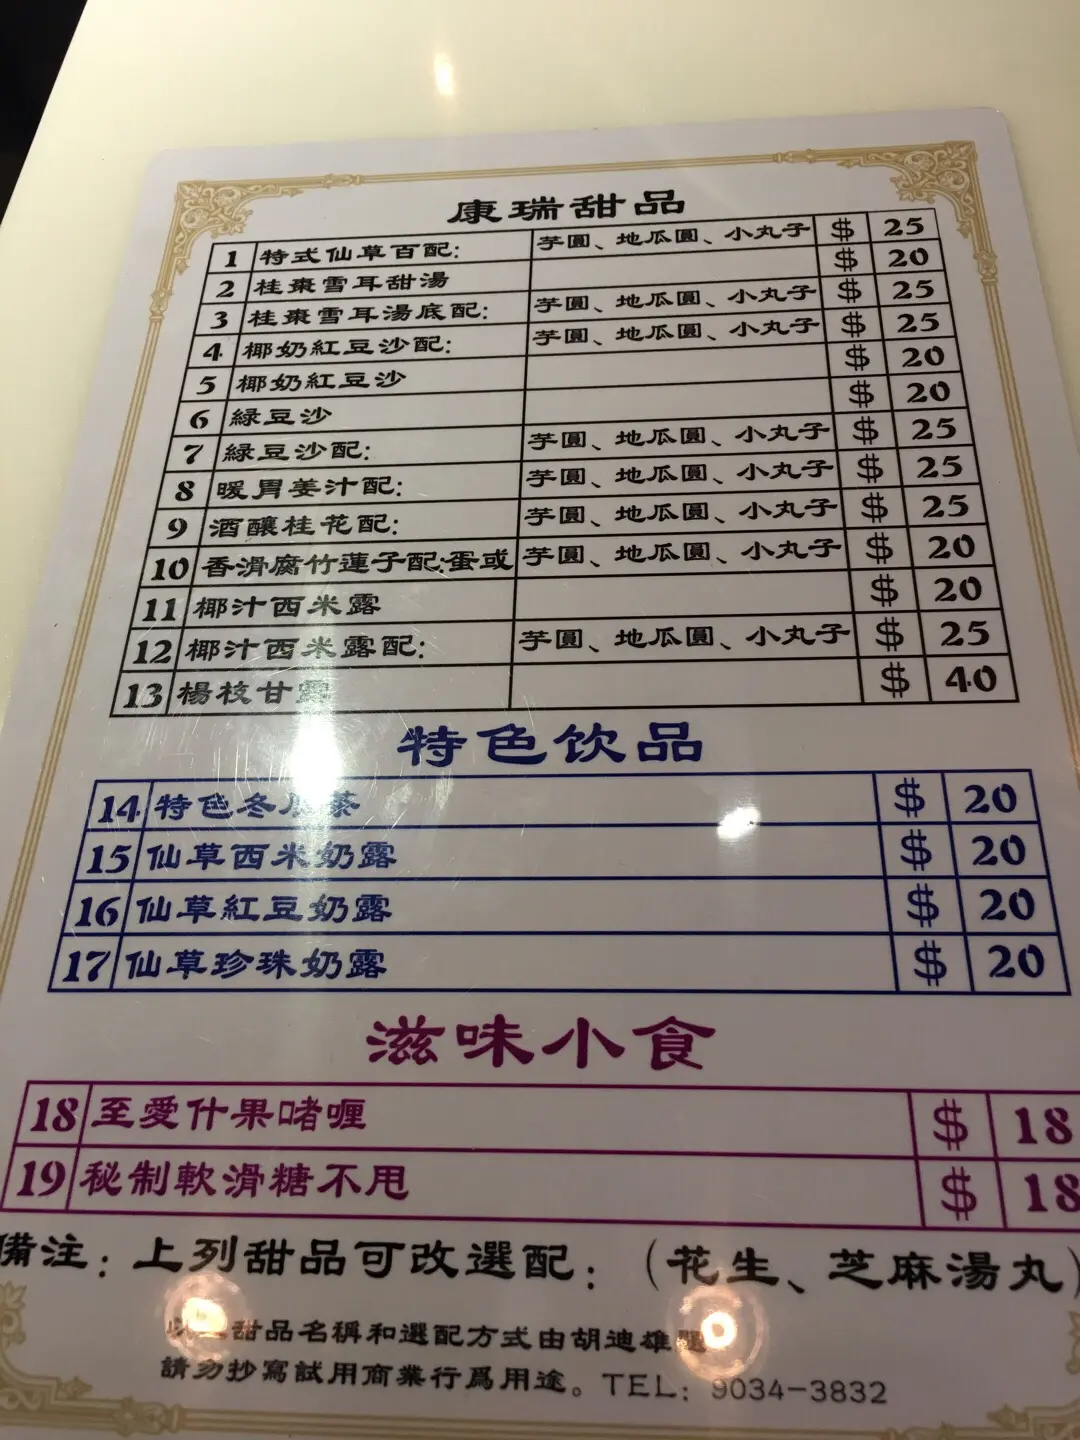 康瑞甜品
1 特式仙草百配: 芋圓、地瓜圓、小丸子 $ 25
2 桂棗雪耳甜湯 $ 20
3 桂棗雪耳湯底配: 芋圓、地瓜圓、小丸子 $ 25
4 椰奶紅豆沙配: 芋圓、地瓜圓、小丸子 $ 25
5 椰奶紅豆沙 $ 20
6 緑豆沙 $ 20
7 緑豆沙配: 芋圓、地瓜圓、小丸子 $ 25
8 暖胃姜汁配: 芋圓、地瓜圓、小丸子 $ 25
9 酒釀桂花配: 芋圓、地瓜圓、小丸子 $ 25
10 香滑腐竹蓮子配:蛋或 芋圓、地瓜圓、小丸子 $ 20
11 椰汁西米露 $ 20
12 椰汁西米露配: 芋圓、地瓜圓、小丸子 $ 25
13 楊枝甘露 $ 40
特色饮品
14 特色冬瓜茶 $ 20
15 仙草西米奶露 $ 20
16 仙草紅豆奶露 $ 20
17 仙草珍珠奶露 $ 20
滋味小食
18 至愛什果啫喱 $ 18
19 秘制軟滑糖不甩 $ 18
備注: 上列甜品可改選配: (花生、芝麻湯丸)
甜品名稱和選配方式由胡迪雄
請勿抄寫試用商業行爲用途。TEL: 9034-3832